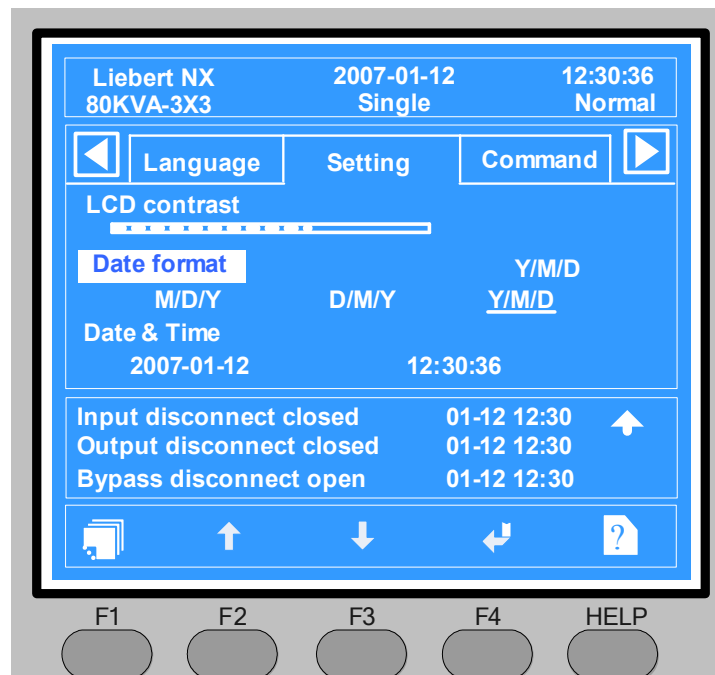 Liebert NX 2007-01-12 12:30:36
80KVA-3X3 Single Normal
Language Setting Command
LCD contrast
Date format Y/M/D
M/D/Y D/M/Y Y/M/D
Date & Time
2007-01-12 12:30:36
Input disconnect closed 01-12 12:30
Output disconnect closed 01-12 12:30
Bypass disconnect open 01-12 12:30
?
F1 F2 F3 F4 HELP